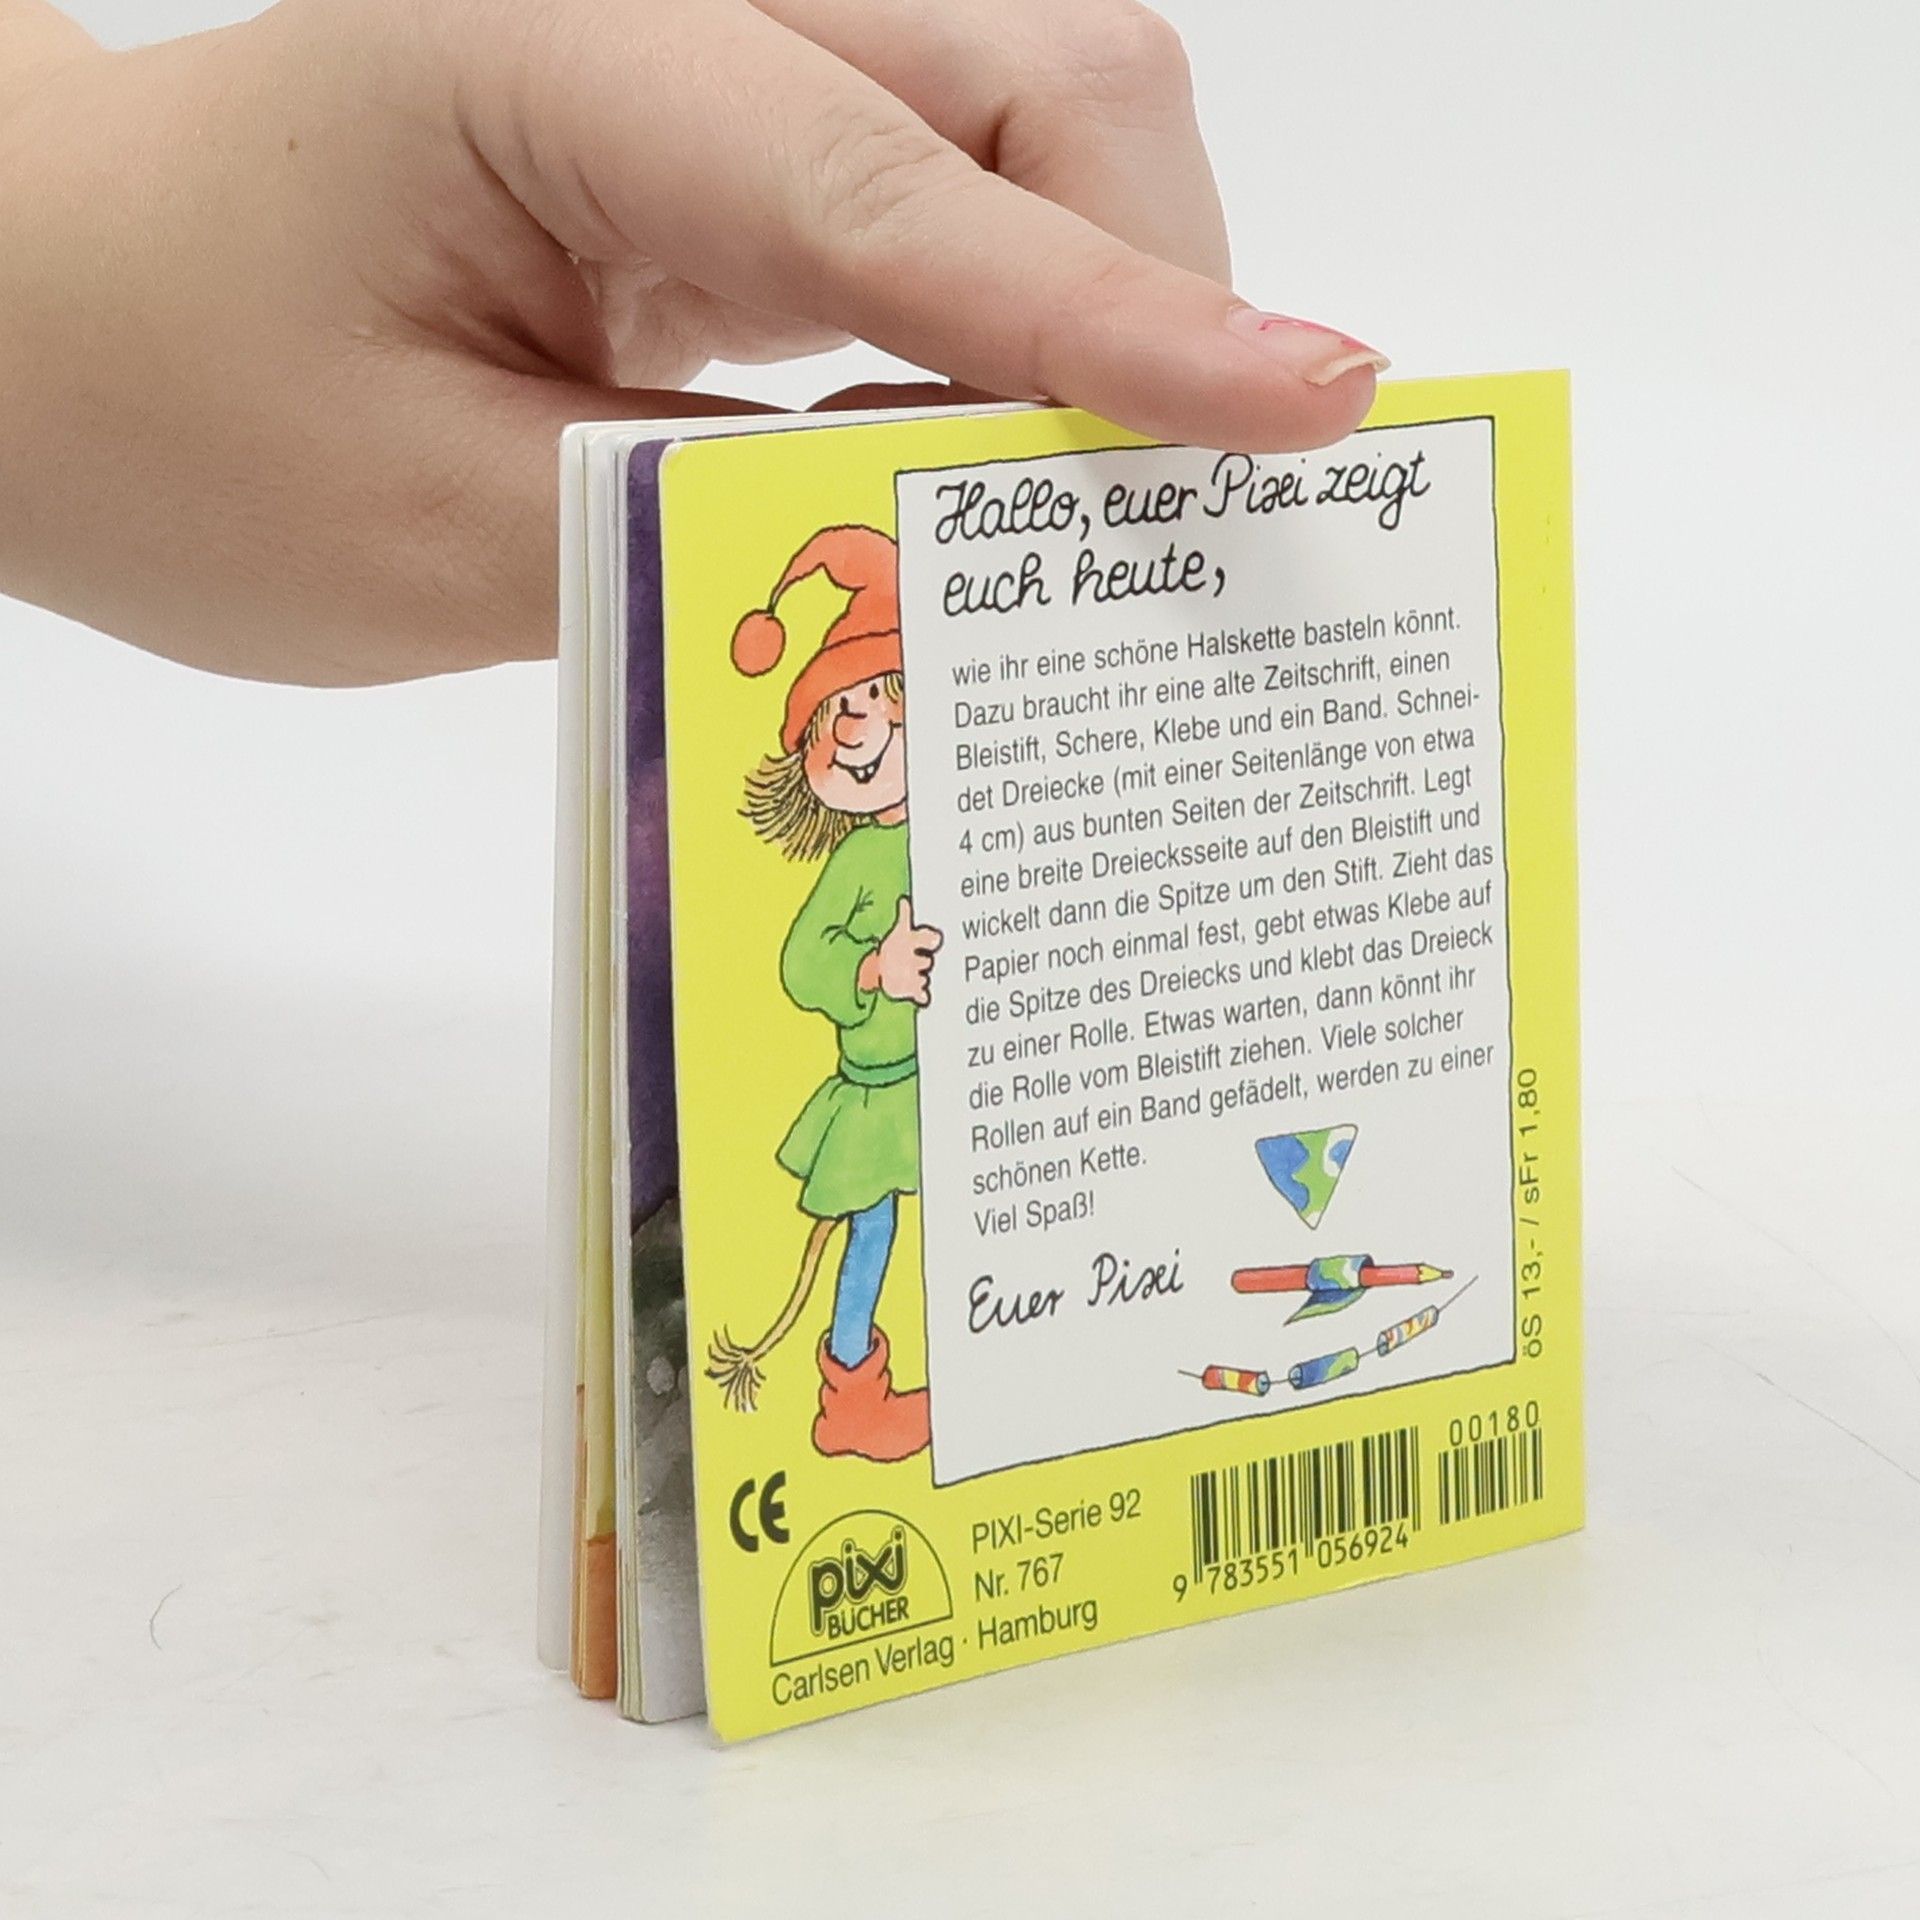 Hallo, euer Pixi zeigt
euch heute,
wie ihr eine schöne Halskette basteln könnt.
Dazu braucht ihr eine alte Zeitschrift, einen
Bleistift, Schere, Klebe und ein Band. Schnei-
det Dreiecke (mit einer Seitenlänge von etwa
4 cm) aus bunten Seiten der Zeitschrift. Legt
eine breite Dreiecksseite auf den Bleistift und
wickelt dann die Spitze um den Stift. Zieht das
Papier noch einmal fest, gebt etwas Klebe auf
die Spitze des Dreiecks und klebt das Dreieck
zu einer Rolle. Etwas warten, dann könnt ihr
die Rolle vom Bleistift ziehen. Viele solcher
Rollen auf ein Band gefädelt, werden zu einer
schönen Kette.
Viel Spaß!
Euer Pixi
öS 13,- / sFr 1,80
CE
pixi
BÜCHER
PIXI-Serie 92
Nr. 767
Carlsen Verlag · Hamburg
9 783551 056924
00180